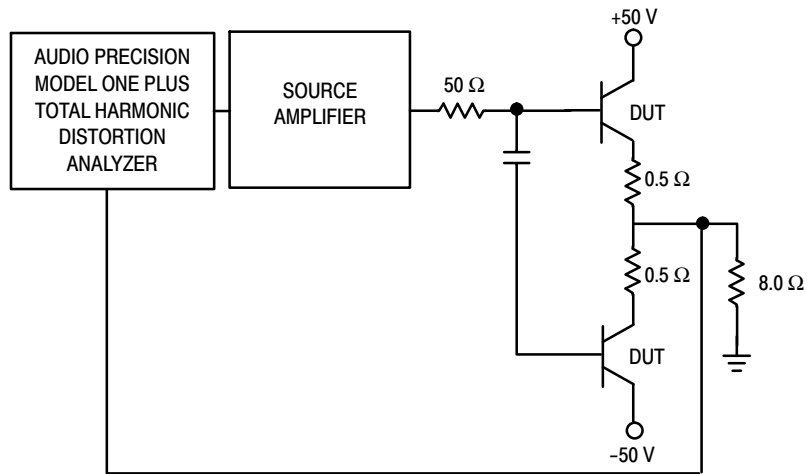 AUDIO PRECISION
MODEL ONE PLUS
TOTAL HARMONIC
DISTORTION
ANALYZER
SOURCE
AMPLIFIER
50 Ω
+50 V
DUT
0.5 Ω
0.5 Ω
8.0 Ω
DUT
-50 V